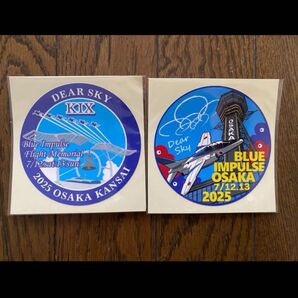 DEAR SKY
KIX
Blue Impulse
Flight Memorial
2025 OSAKA KANSAI
Dear
Sky
OSAKA
BLUE
IMPULSE
OSAKA
7/12.13
2025